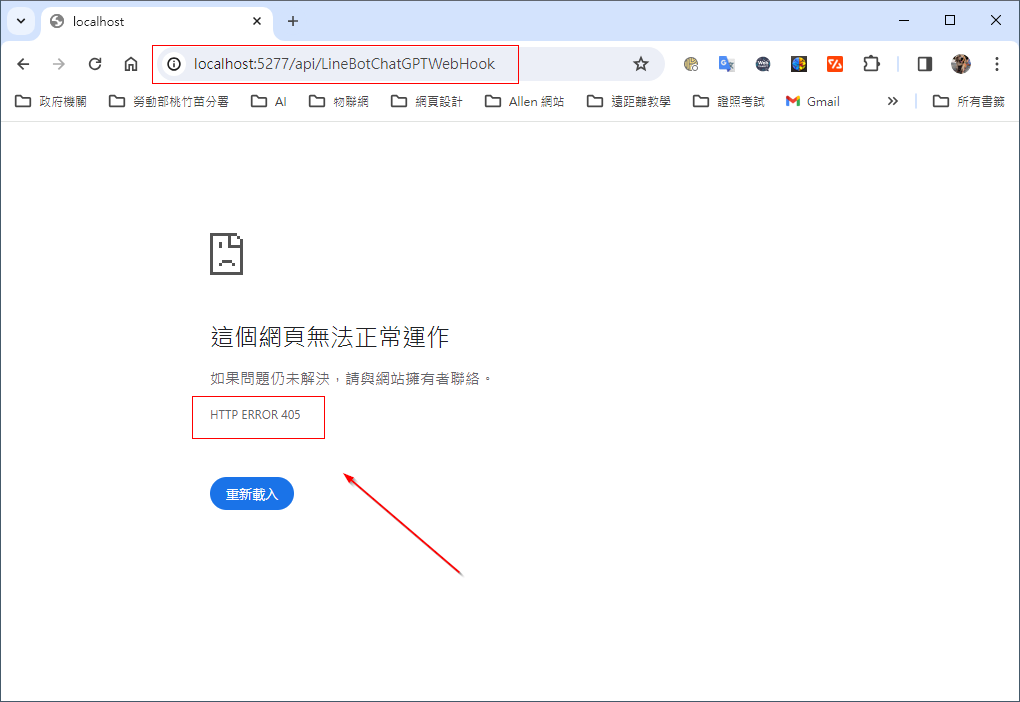 localhost
localhost:5277/api/LineBotChatGPTWebHook
政府機關 勞動部桃竹苗分署 AI 物聯網 網頁設計 Allen 網站 遠距離教學 證照考試 Gmail 所有書籤
這個網頁無法正常運作
如果問題仍未解決，請與網站擁有者聯絡。
HTTP ERROR 405
重新載入